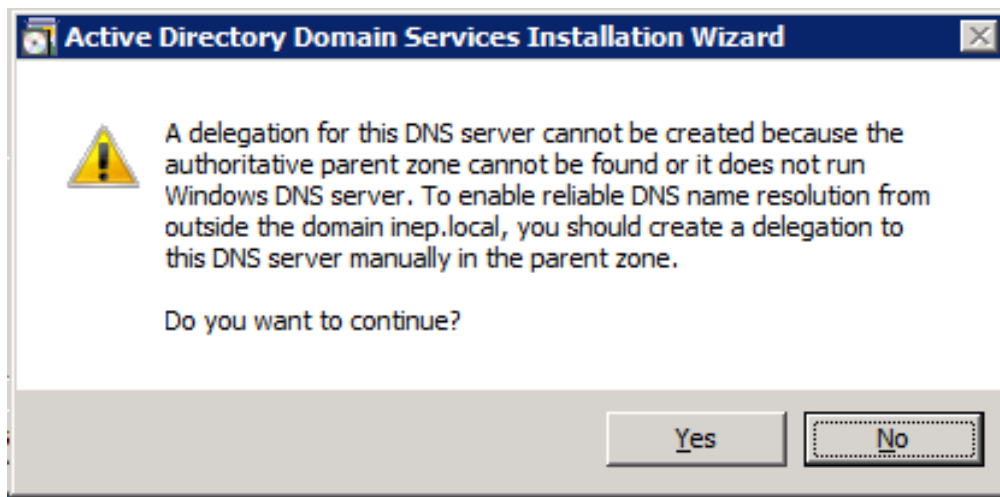 Active Directory Domain Services Installation Wizard
A delegation for this DNS server cannot be created because the
authoritative parent zone cannot be found or it does not run
Windows DNS server. To enable reliable DNS name resolution from
outside the domain inep.local, you should create a delegation to
this DNS server manually in the parent zone.
Do you want to continue?
Yes
No